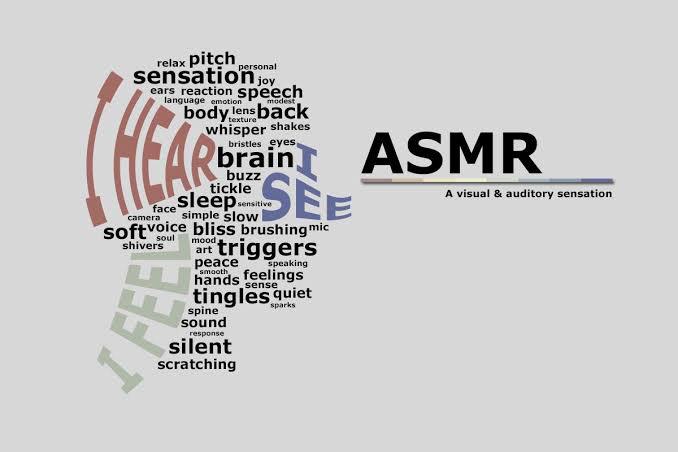 relax pitch
personal
sensation joy
ears reaction speech
language emotion modest
body lens back
texture
whisper shakes
bristles eyes
I HEAR
brain
I SEE
buzz
tickle
sleep sensitive
face
camera simple slow
soft voice bliss brushing mic
soul mood
shivers art triggers
I FEEL
peace speaking
smooth
hands feelings
sense
tingles quiet
sparks
spine
sound
response
silent
scratching
ASMR
A visual & auditory sensation